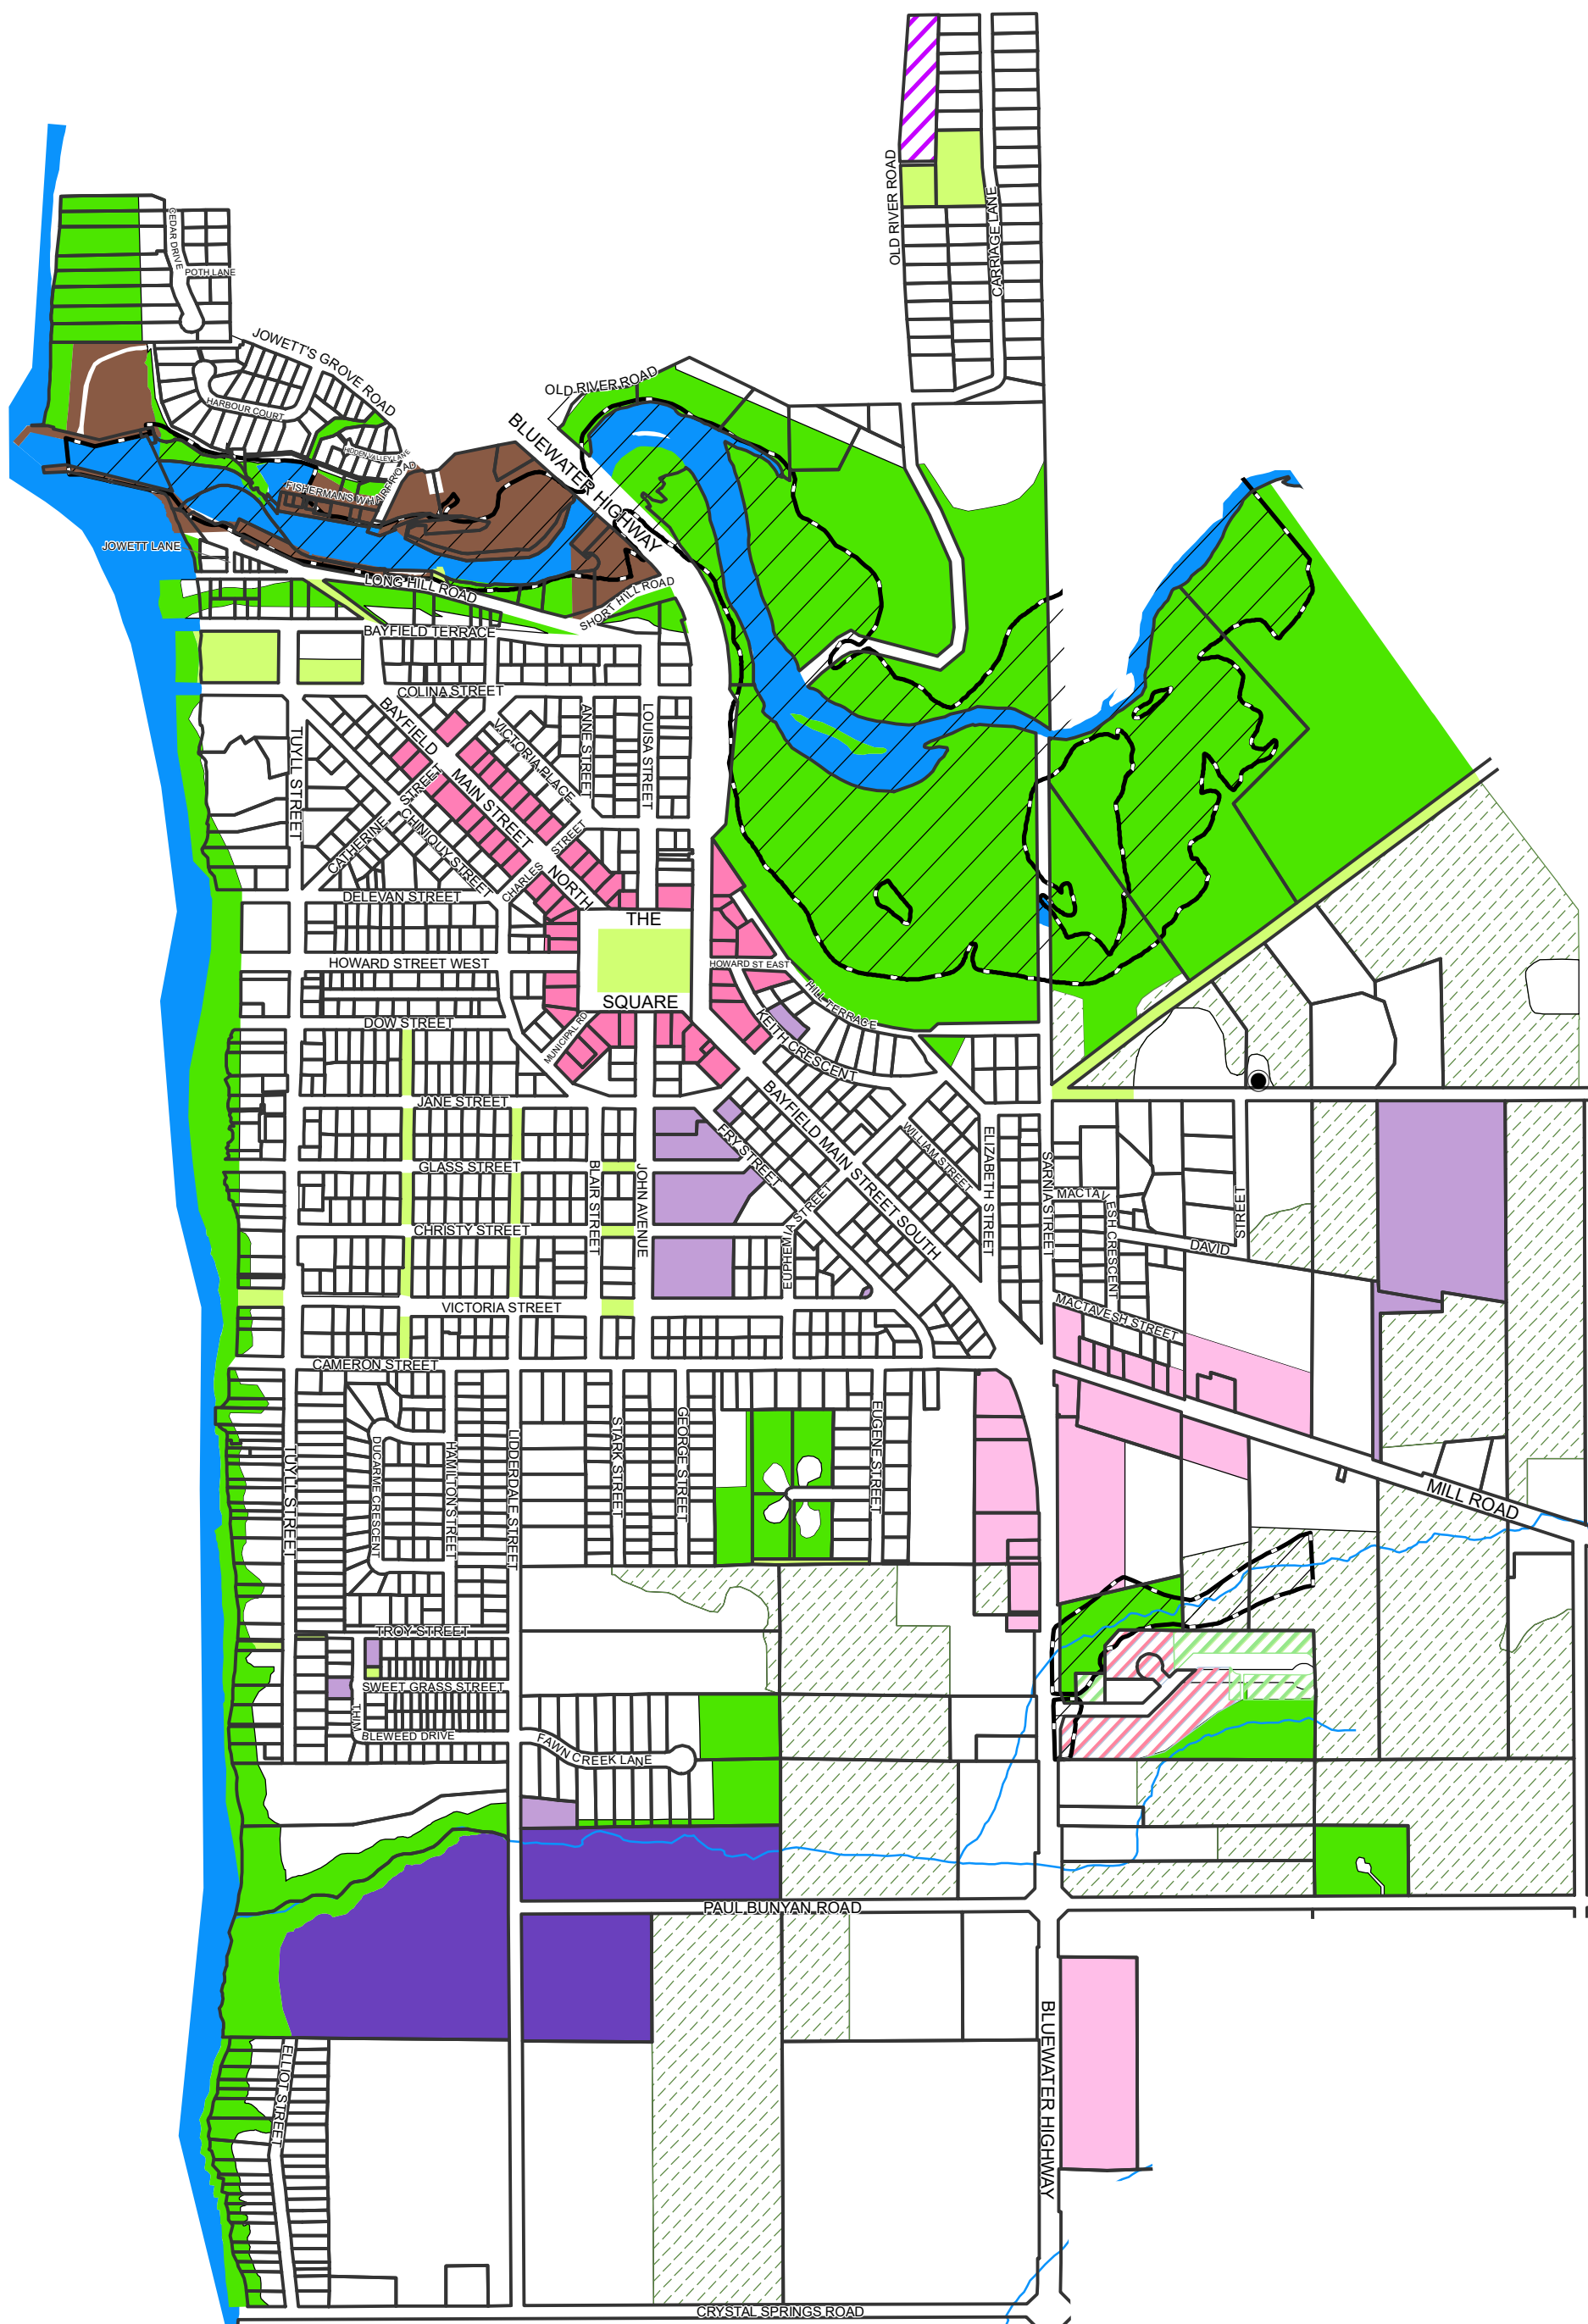 OLD RIVER ROAD
CARRIAGE LANE
CEDAR DRIVE
POTH LANE
JOWETT'S GROVE ROAD
HARBOUR COURT
OLD RIVER ROAD
BLUEWATER HIGHWAY
HIDDEN VALLEY LANE
FISHERMAN'S WHARF ROAD
JOWETT LANE
LONG HILL ROAD
SHORT HILL ROAD
BAYFIELD TERRACE
COLINA STREET
BAYFIELD
MAIN STREET
NORTH
VICTORIA PLACE
ANNE STREET
LOUISA STREET
TUYLL STREET
CATHERINE
STREET
CHINIQUY STREET
CHARLES
STREET
DELEVAN STREET
THE
SQUARE
HOWARD STREET WEST
HOWARD ST EAST
HILL TERRACE
DOW STREET
MUNICIPAL RD
KEITH CRESCENT
JANE STREET
BAYFIELD MAIN STREET SOUTH
FRY STREET
WILLIAM STREET
ELIZABETH STREET
SARNIA STREET
GLASS STREET
BLAIR STREET
JOHN AVENUE
EUPHEMIA STREET
MACTAVESH CRESCENT
DAVID
STREET
CHRISTY STREET
VICTORIA STREET
MACTAVESH STREET
CAMERON STREET
TUYLL STREET
DUCARME CRESCENT
HAMILTON STREET
LIDDERDALE STREET
STARK STREET
GEORGE STREET
EUGENE STREET
MILL ROAD
TROY STREET
SWEET GRASS STREET
THIMBLEWEED DRIVE
FAWN CREEK LANE
PAUL BUNYAN ROAD
BLUEWATER HIGHWAY
ELLIOT STREET
CRYSTAL SPRINGS ROAD